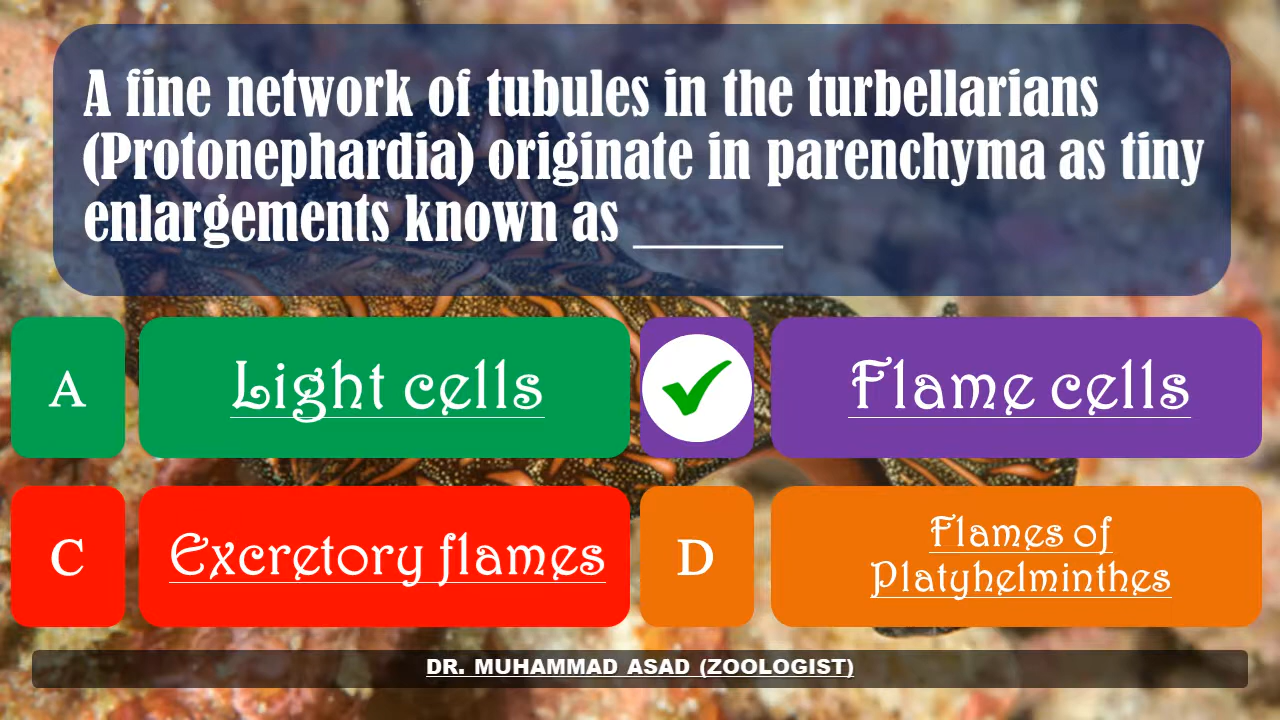 A fine network of tubules in the turbellarians
(Protonephardia) originate in parenchyma as tiny
enlargements known as ______
A
Light cells
Flame cells
C
Excretory flames
D
Flames of
Platyhelminthes
DR. MUHAMMAD ASAD (ZOOLOGIST)